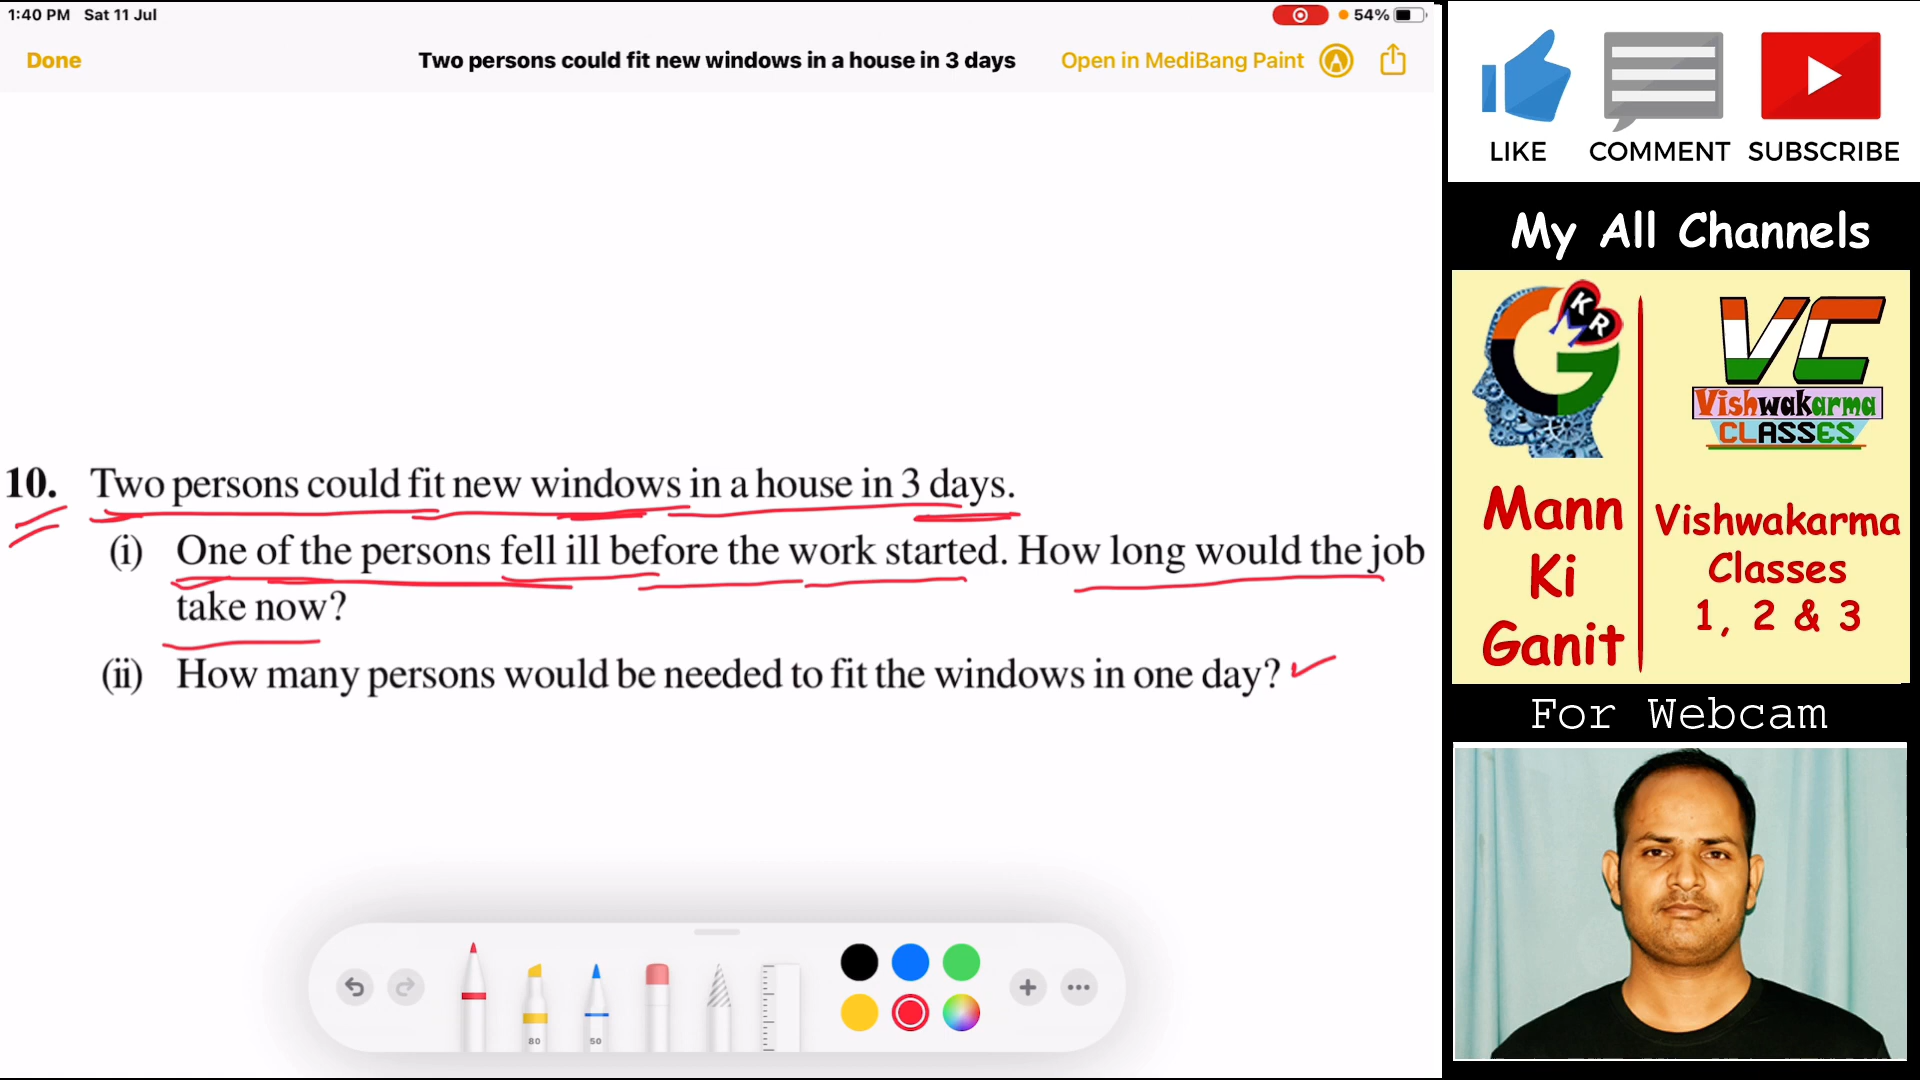 1:40 PM Sat 11 Jul
54%
Done
Two persons could fit new windows in a house in 3 days
Open in MediBang Paint
10. Two persons could fit new windows in a house in 3 days.
(i) One of the persons fell ill before the work started. How long would the job
take now?
(ii) How many persons would be needed to fit the windows in one day?
80
50
LIKE COMMENT SUBSCRIBE
My All Channels
G
K R
Mann
Ki
Ganit
VC
Vishwakarma
CLASSES
Vishwakarma
Classes
1, 2 & 3
For Webcam